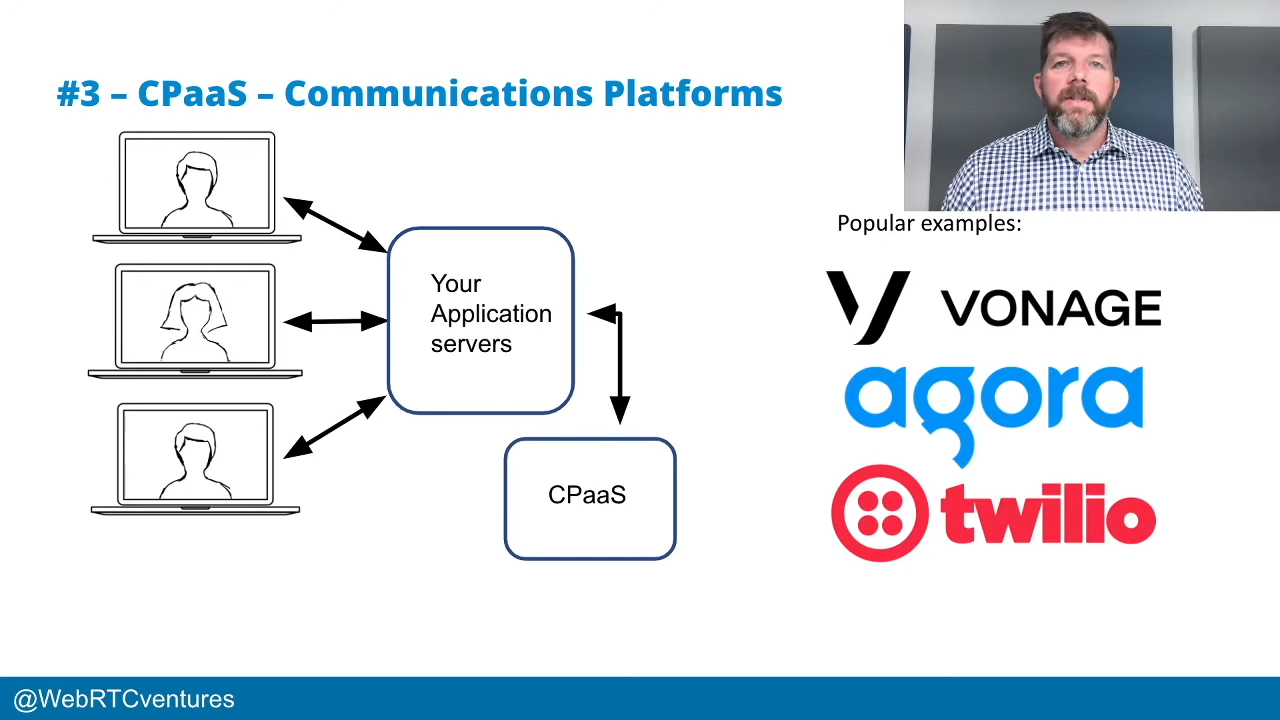 #3 – CPaaS – Communications Platforms
Your
Application
servers
CPaaS
Popular examples:
VONAGE
agora
twilio
@WebRTCventures